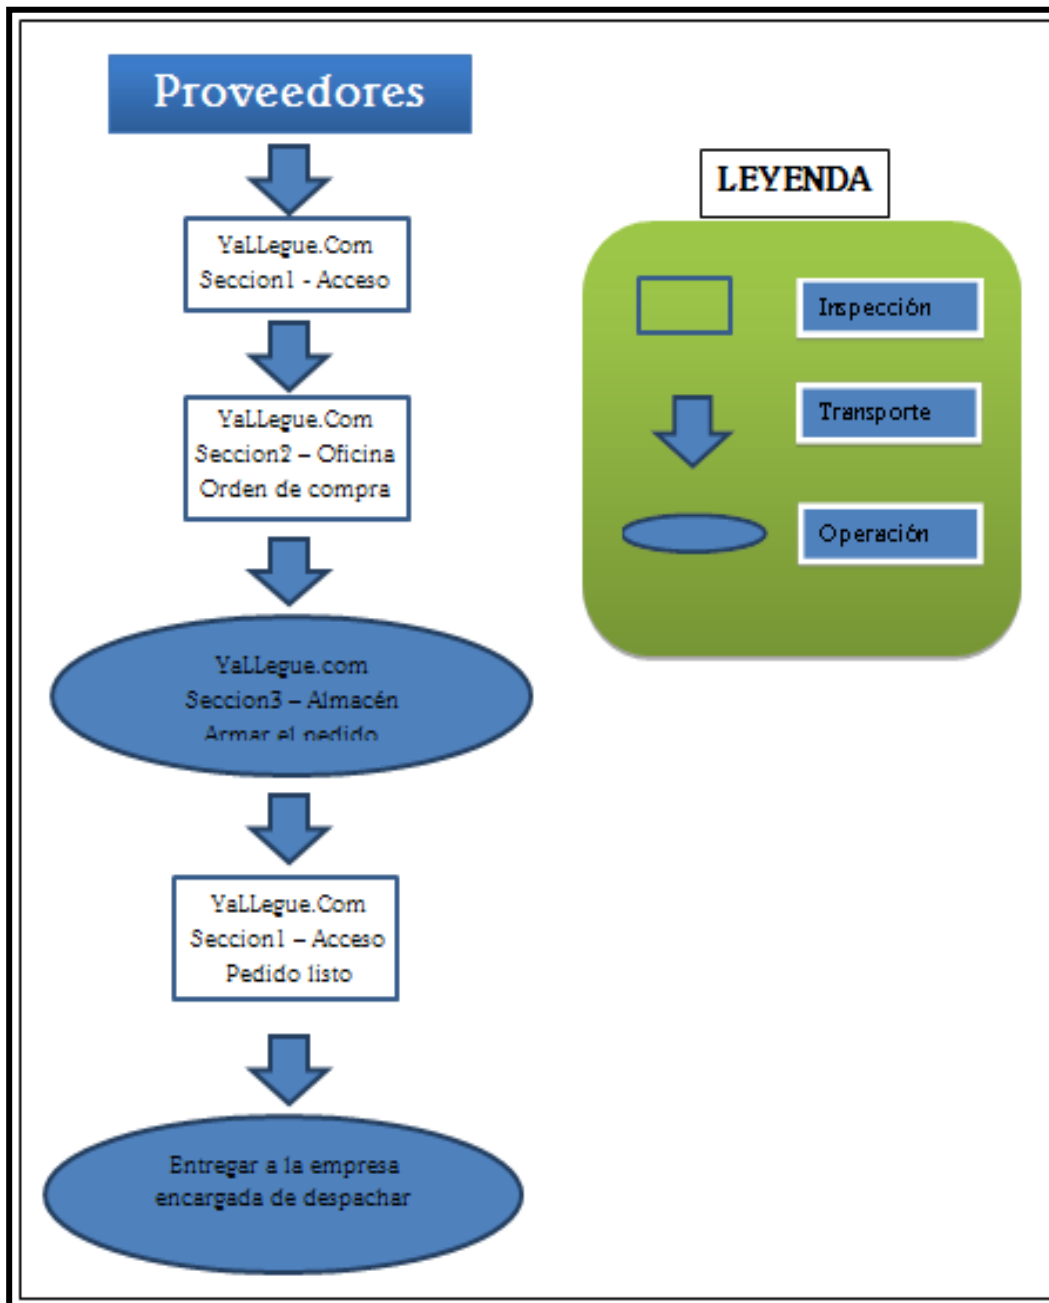 Proveedores
YaLLegue.Com
Seccion1 - Acceso
YaLLegue.Com
Seccion2 – Oficina
Orden de compra
YaLLegue.com
Seccion3 – Almacén
Armar el pedido
YaLLegue.Com
Seccion1 – Acceso
Pedido listo
Entregar a la empresa
encargada de despachar
LEYENDA
Inspección
Transporte
Operación